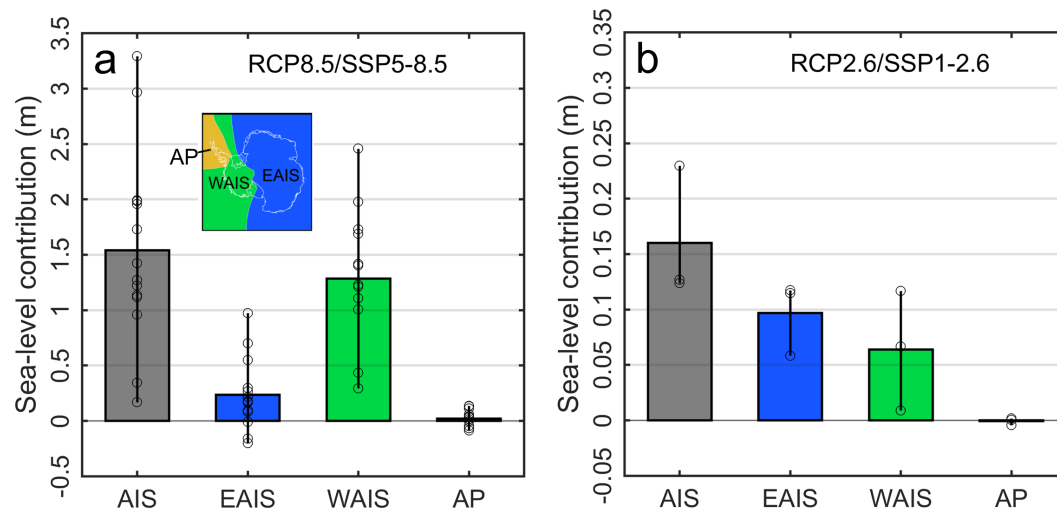 a
RCP8.5/SSP5-8.5
Sea-level contribution (m)
3.5
3
2.5
2
1.5
1
0.5
0
-0.5
AP
WAIS
EAIS
AIS
EAIS
WAIS
AP
b
RCP2.6/SSP1-2.6
Sea-level contribution (m)
0.35
0.3
0.25
0.2
0.15
0.1
0.05
0
-0.05
AIS
EAIS
WAIS
AP